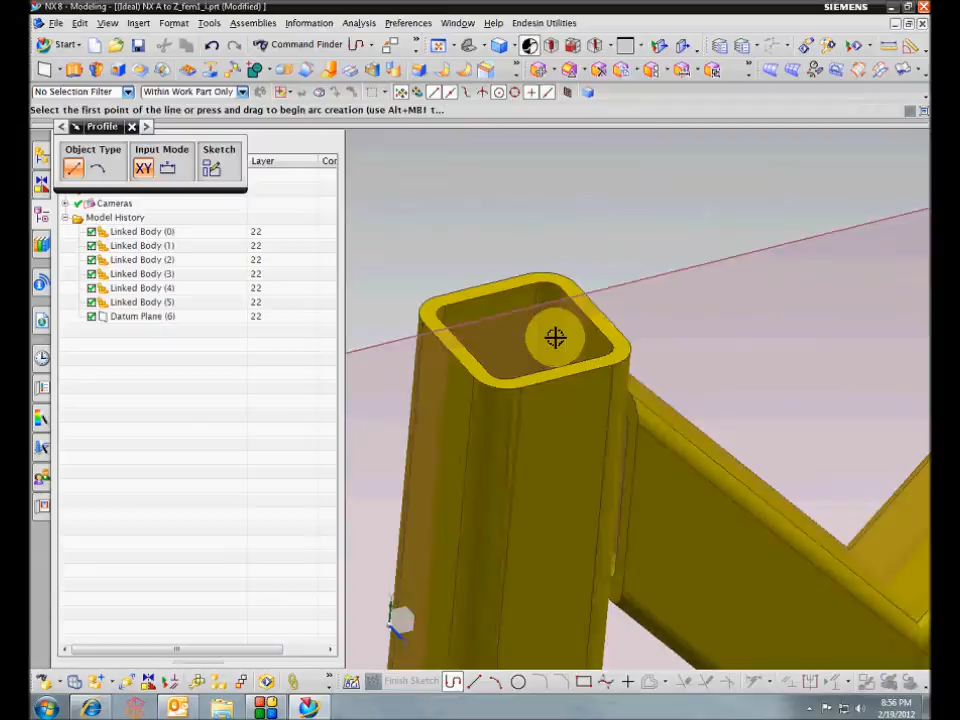 NX 8 - Modeling - [(Ideal) NX A to Z_fem1_i.prt (Modified) ]
SIEMENS
File Edit View Insert Format Tools Assemblies Information Analysis Preferences Window Help Endesin Utilities
Start Command Finder
No Selection Filter Within Work Part Only
Select the first point of the line or press and drag to begin arc creation (use Alt+MB1 t...
Profile
Object Type Input Mode Sketch
XY
Layer Cor
Cameras
Model History
Linked Body (0) 22
Linked Body (1) 22
Linked Body (2) 22
Linked Body (3) 22
Linked Body (4) 22
Linked Body (5) 22
Datum Plane (6) 22
Finish Sketch
8:56 PM
2/19/2012